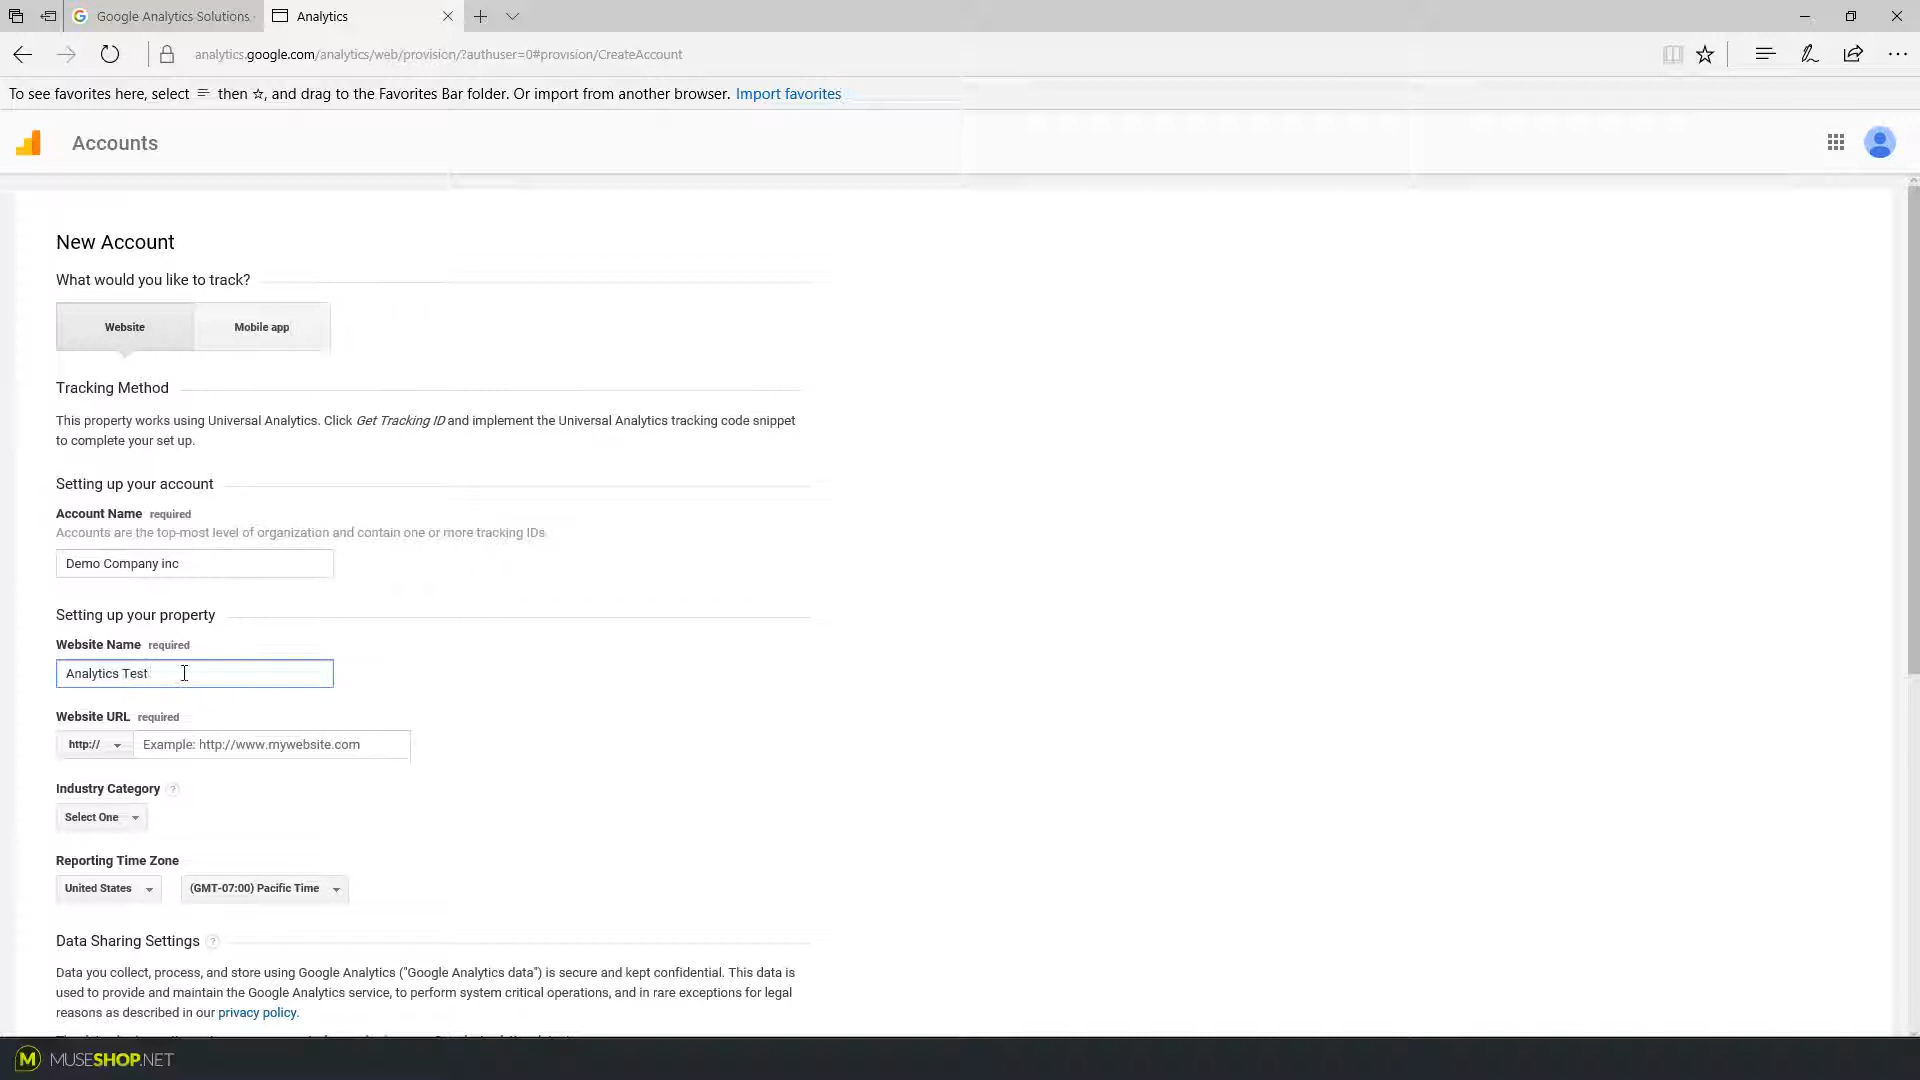 Google Analytics Solutions
Analytics
analytics.google.com/analytics/web/provision/?authuser=0#provision/CreateAccount
To see favorites here, select then ☆, and drag to the Favorites Bar folder. Or import from another browser. Import favorites
Accounts
New Account
What would you like to track?
Website
Mobile app
Tracking Method
This property works using Universal Analytics. Click Get Tracking ID and implement the Universal Analytics tracking code snippet
to complete your set up.
Setting up your account
Account Name required
Accounts are the top-most level of organization and contain one or more tracking IDs.
Demo Company inc
Setting up your property
Website Name required
Analytics Test
Website URL required
http:// Example: http://www.mywebsite.com
Industry Category ?
Select One
Reporting Time Zone
United States (GMT-07:00) Pacific Time
Data Sharing Settings ?
Data you collect, process, and store using Google Analytics ("Google Analytics data") is secure and kept confidential. This data is
used to provide and maintain the Google Analytics service, to perform system critical operations, and in rare exceptions for legal
reasons as described in our privacy policy.
M MUSESHOP.NET